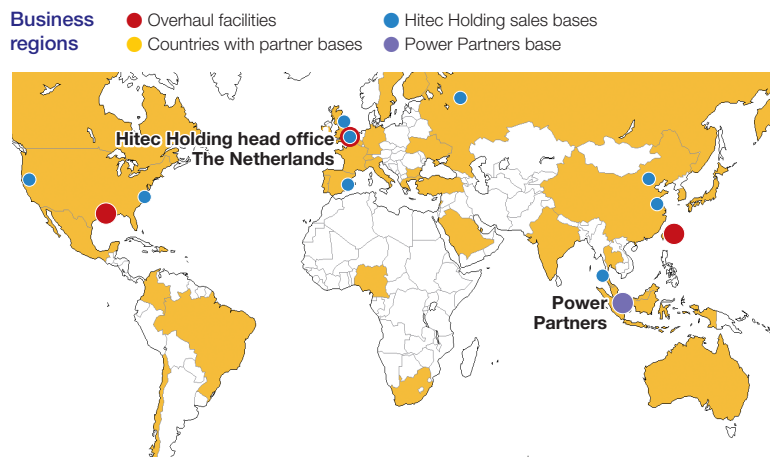 Business
regions
Overhaul facilities
Countries with partner bases
Hitec Holding sales bases
Power Partners base
Hitec Holding head office
The Netherlands
Power
Partners